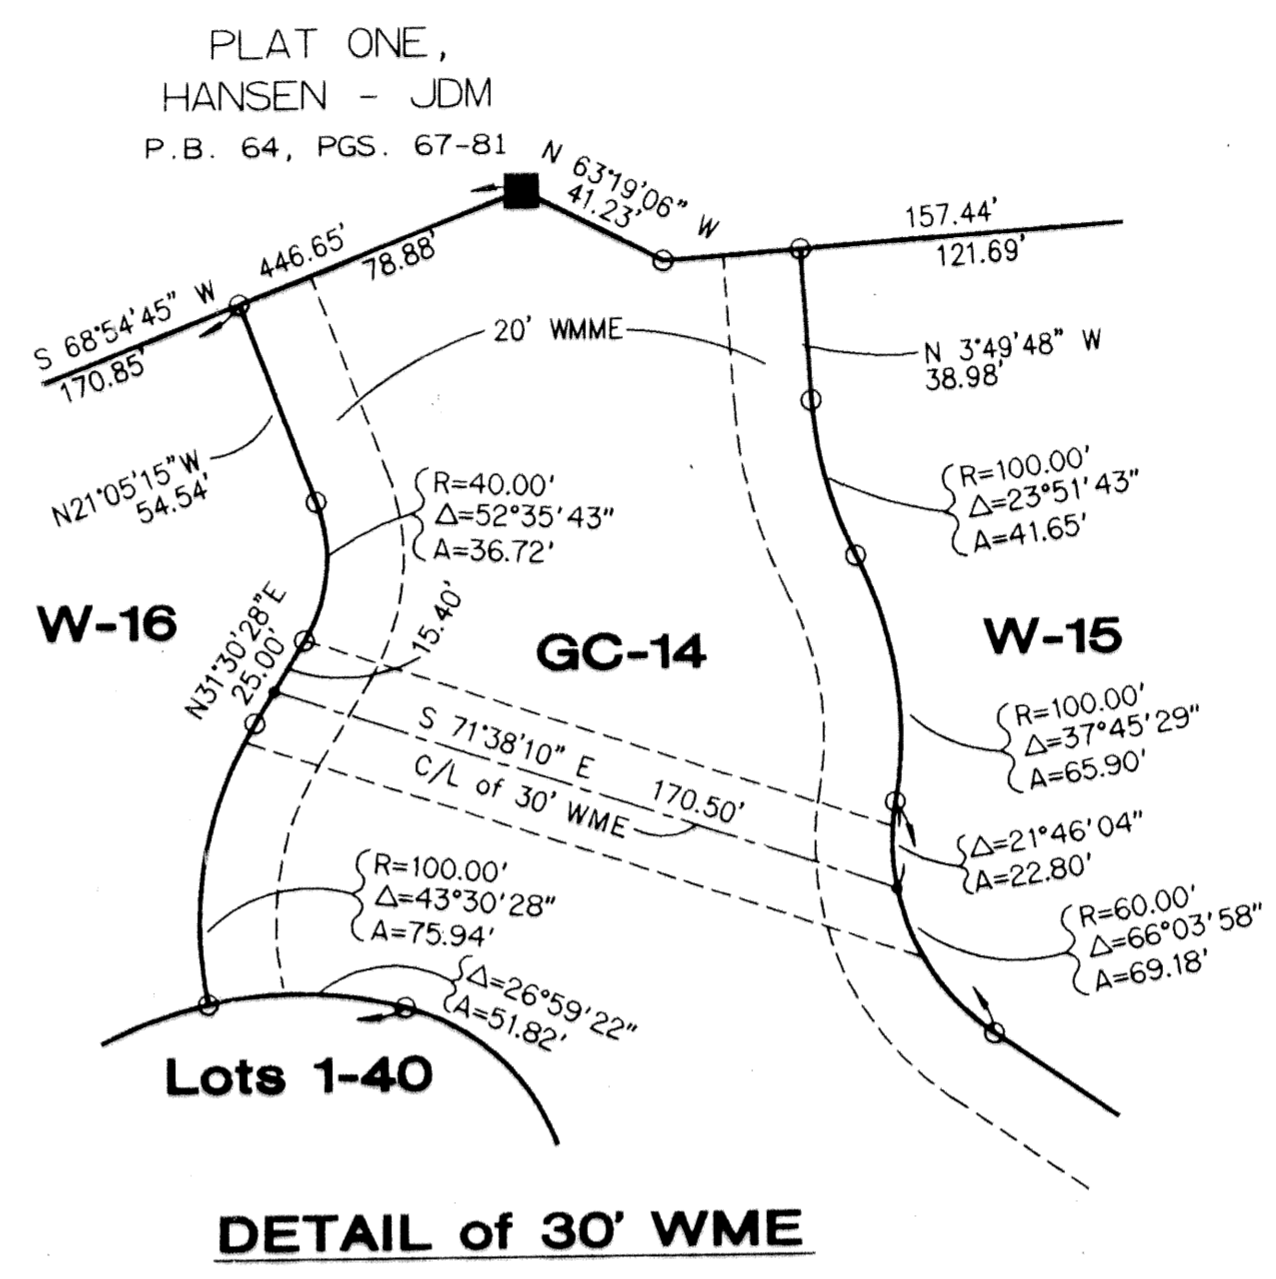 PLAT ONE,
HANSEN - JDM
P.B. 64, PGS. 67-81
N 63°19'06" W
41.23'
157.44'
121.69'
446.65'
78.88'
S 68°54'45" W
170.85'
20' WMME
N 3°49'48" W
38.98'
N21°05'15"W
54.54'
R=40.00'
Δ=52°35'43"
A=36.72'
R=100.00'
Δ=23°51'43"
A=41.65'
W-16
N31°30'28"E
25.00'
15.40'
GC-14
W-15
S 71°38'10" E
170.50'
C/L of 30' WME
R=100.00'
Δ=37°45'29"
A=65.90'
Δ=21°46'04"
A=22.80'
R=100.00'
Δ=43°30'28"
A=75.94'
R=60.00'
Δ=66°03'58"
A=69.18'
Δ=26°59'22"
A=51.82'
Lots 1-40
DETAIL of 30' WME